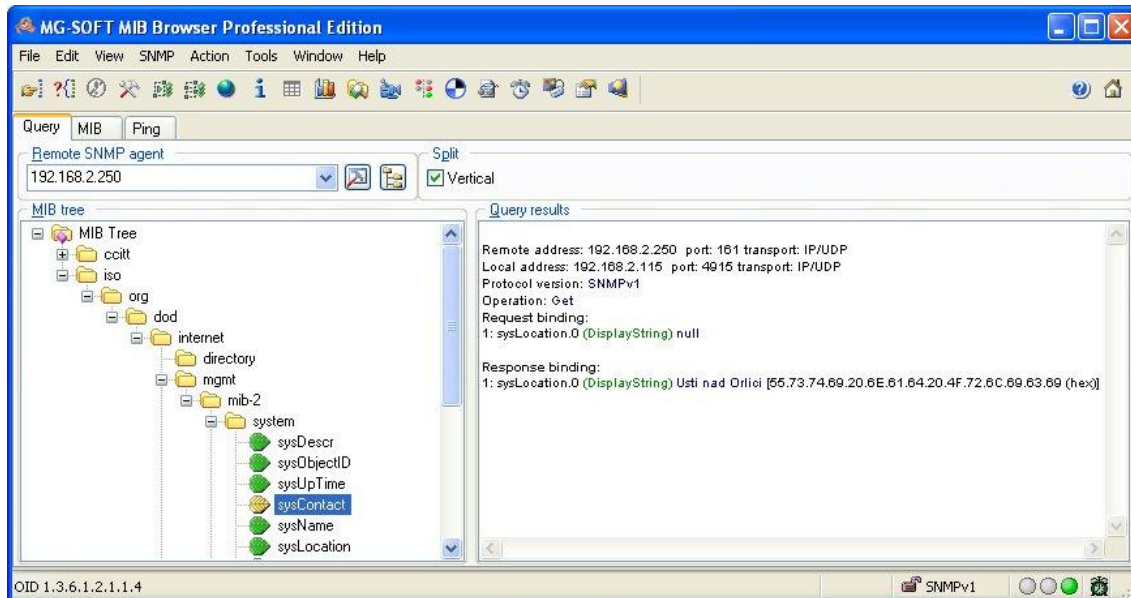 MG-SOFT MIB Browser Professional Edition
File Edit View SNMP Action Tools Window Help
Query MIB Ping
Remote SNMP agent
192.168.2.250
Split
Vertical
MIB tree
MIB Tree
ccitt
iso
org
dod
internet
directory
mgmt
mib-2
system
sysDescr
sysObjectID
sysUpTime
sysContact
sysName
sysLocation
Query results
Remote address: 192.168.2.250 port: 161 transport: IP/UDP
Local address: 192.168.2.115 port: 4915 transport: IP/UDP
Protocol version: SNMPv1
Operation: Get
Request binding:
1: sysLocation.0 (DisplayString) null
Response binding:
1: sysLocation.0 (DisplayString) Usti nad Orlici [55.73.74.69.20.6E.61.64.20.4F.72.6C.69.63.69 (hex)]
OID 1.3.6.1.2.1.1.4
SNMPv1